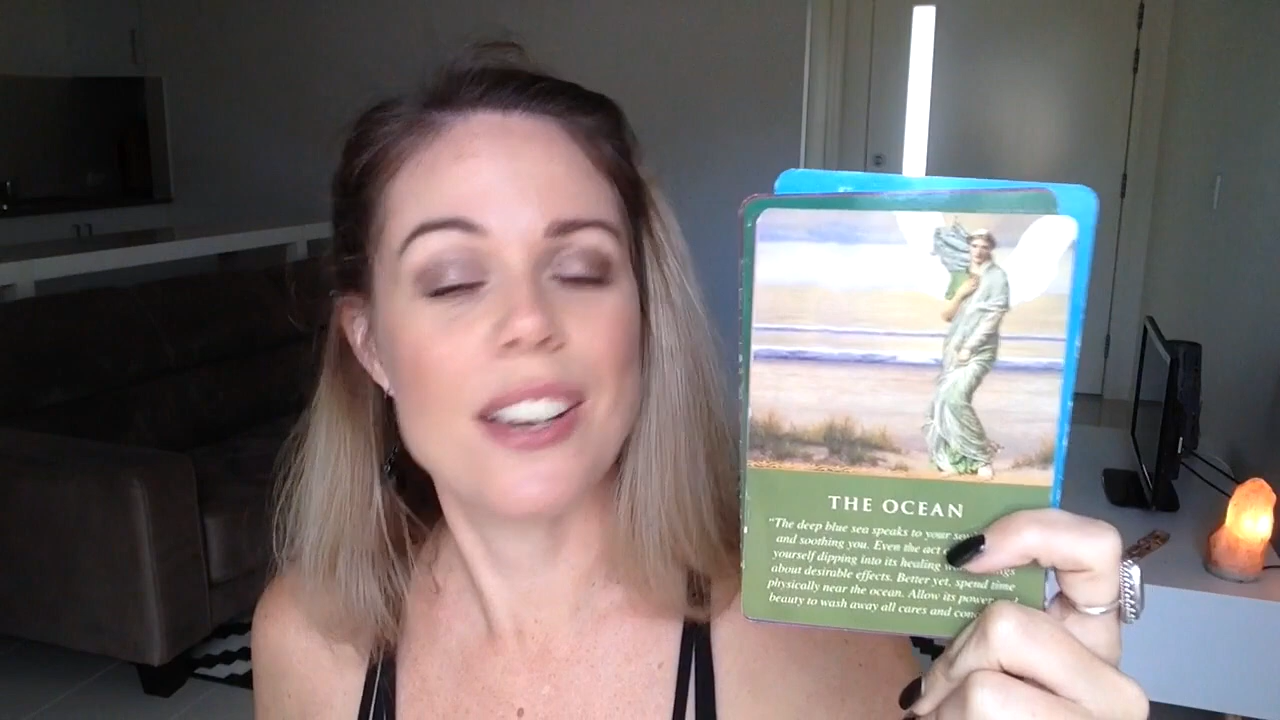 THE OCEAN
"The deep blue sea speaks to your
and soothing you. Even the act
yourself dipping into its healing
about desirable effects. Better yet, spend time
physically near the ocean. Allow its
beauty to wash away all cares and